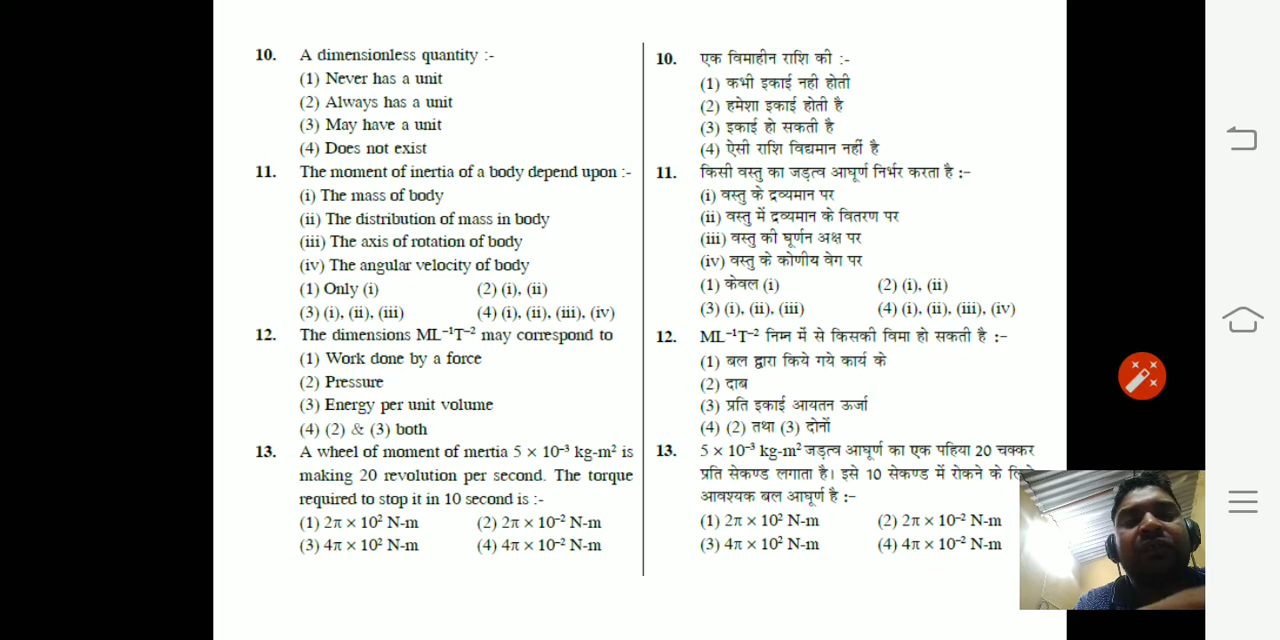 10. A dimensionless quantity :-
(1) Never has a unit
(2) Always has a unit
(3) May have a unit
(4) Does not exist
11. The moment of inertia of a body depend upon :-
(i) The mass of body
(ii) The distribution of mass in body
(iii) The axis of rotation of body
(iv) The angular velocity of body
(1) Only (i) (2) (i), (ii)
(3) (i), (ii), (iii) (4) (i), (ii), (iii), (iv)
12. The dimensions ML⁻¹T⁻² may correspond to
(1) Work done by a force
(2) Pressure
(3) Energy per unit volume
(4) (2) & (3) both
13. A wheel of moment of mertia 5 × 10⁻³ kg-m² is
making 20 revolution per second. The torque
required to stop it in 10 second is :-
(1) 2π × 10² N-m (2) 2π × 10⁻² N-m
(3) 4π × 10² N-m (4) 4π × 10⁻² N-m
10. एक विमाहीन राशि की :-
(1) कभी इकाई नही होती
(2) हमेशा इकाई होती है
(3) इकाई हो सकती है
(4) ऐसी राशि विद्यमान नहीं है
11. किसी वस्तु का जड़त्व आघूर्ण निर्भर करता है :-
(i) वस्तु के द्रव्यमान पर
(ii) वस्तु में द्रव्यमान के वितरण पर
(iii) वस्तु की घूर्णन अक्ष पर
(iv) वस्तु के कोणीय वेग पर
(1) केवल (i) (2) (i), (ii)
(3) (i), (ii), (iii) (4) (i), (ii), (iii), (iv)
12. ML⁻¹T⁻² निम्न में से किसकी विमा हो सकती है :-
(1) बल द्वारा किये गये कार्य के
(2) दाब
(3) प्रति इकाई आयतन ऊर्जा
(4) (2) तथा (3) दोनों
13. 5 × 10⁻³ kg-m² जड़त्व आघूर्ण का एक पहिया 20 चक्कर
प्रति सेकण्ड लगाता है। इसे 10 सेकण्ड में रोकने के
आवश्यक बल आघूर्ण है :-
(1) 2π × 10² N-m (2) 2π × 10⁻² N-m
(3) 4π × 10² N-m (4) 4π × 10⁻² N-m